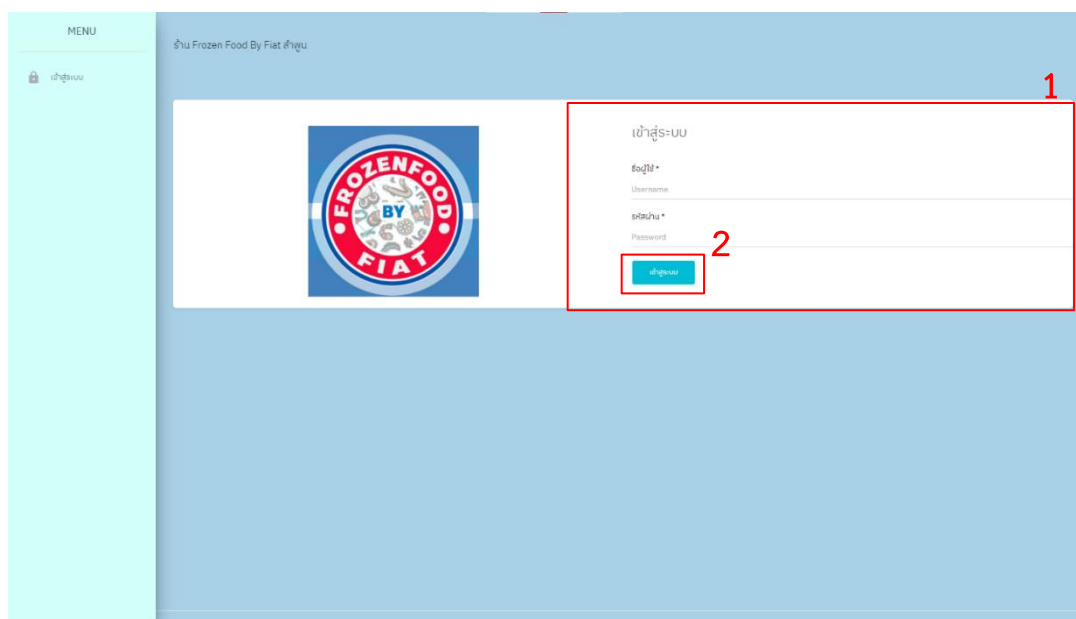 MENU
เข้าสู่ระบบ
ร้าน Frozen Food By Fiat ลำพูน
1
FROZENFOOD
BY
FIAT
เข้าสู่ระบบ
ชื่อผู้ใช้ *
Username
รหัสผ่าน *
Password
2
เข้าสู่ระบบ